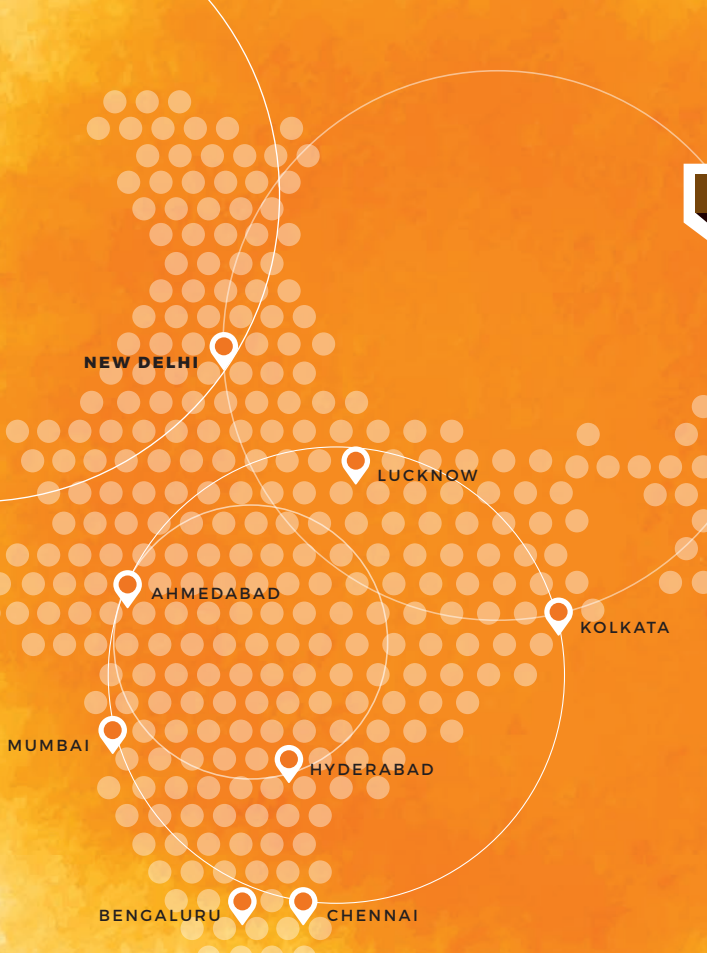 NEW DELHI
LUCKNOW
AHMEDABAD
KOLKATA
MUMBAI
HYDERABAD
BENGALURU
CHENNAI